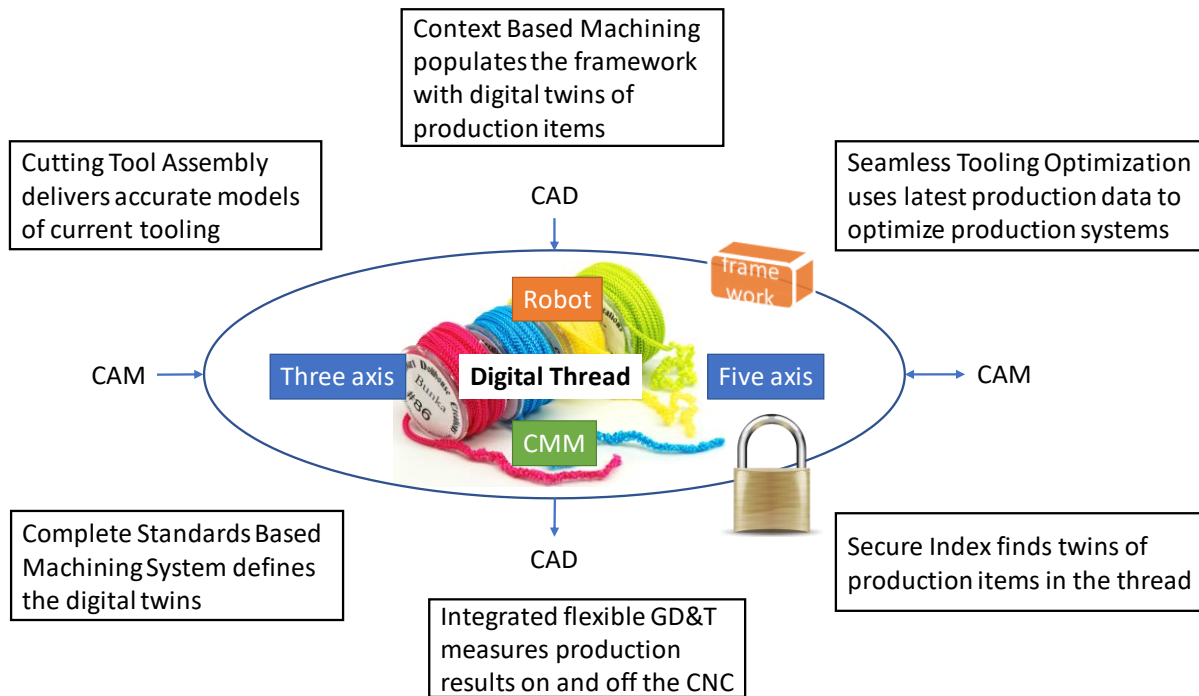 Context Based Machining
populates the framework
with digital twins of
production items
Cutting Tool Assembly
delivers accurate models
of current tooling
Seamless Tooling Optimization
uses latest production data to
optimize production systems
CAD
frame
work
Robot
CAM
Three axis
Digital Thread
Five axis
CAM
Bunka
#86
CMM
Complete Standards Based
Machining System defines
the digital twins
CAD
Secure Index finds twins of
production items in the thread
Integrated flexible GD&T
measures production
results on and off the CNC